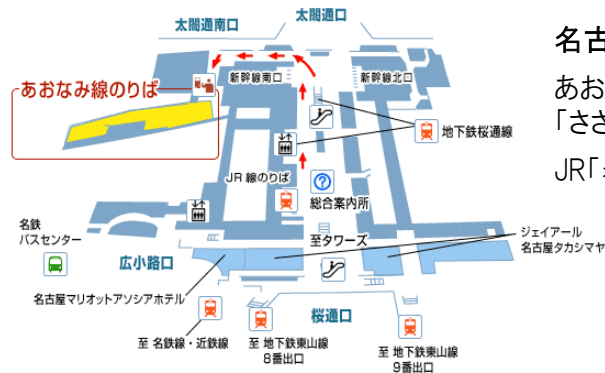 太閤通南口
太閤通口
新幹線南口
新幹線北口
あおなみ線のりば
地下鉄桜通線
JR 線のりば
総合案内所
至タワーズ
名鉄
バスセンター
広小路口
ジェイアール
名古屋タカシマヤ
名古屋マリオットアソシアホテル
桜通口
至 名鉄線・近鉄線
至 地下鉄東山線
8番出口
至 地下鉄東山線
9番出口
名古
あお
「ささ
JR「